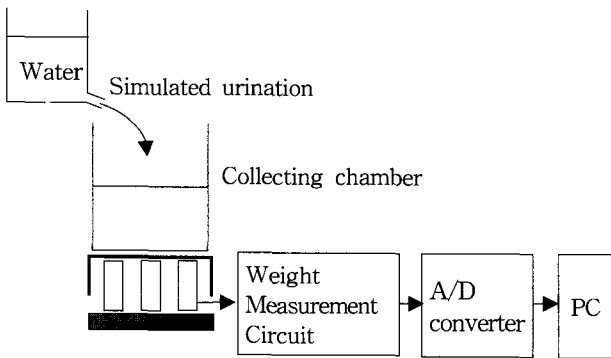 Water
Simulated urination
Collecting chamber
Weight
Measurement
Circuit
A/D
converter
PC